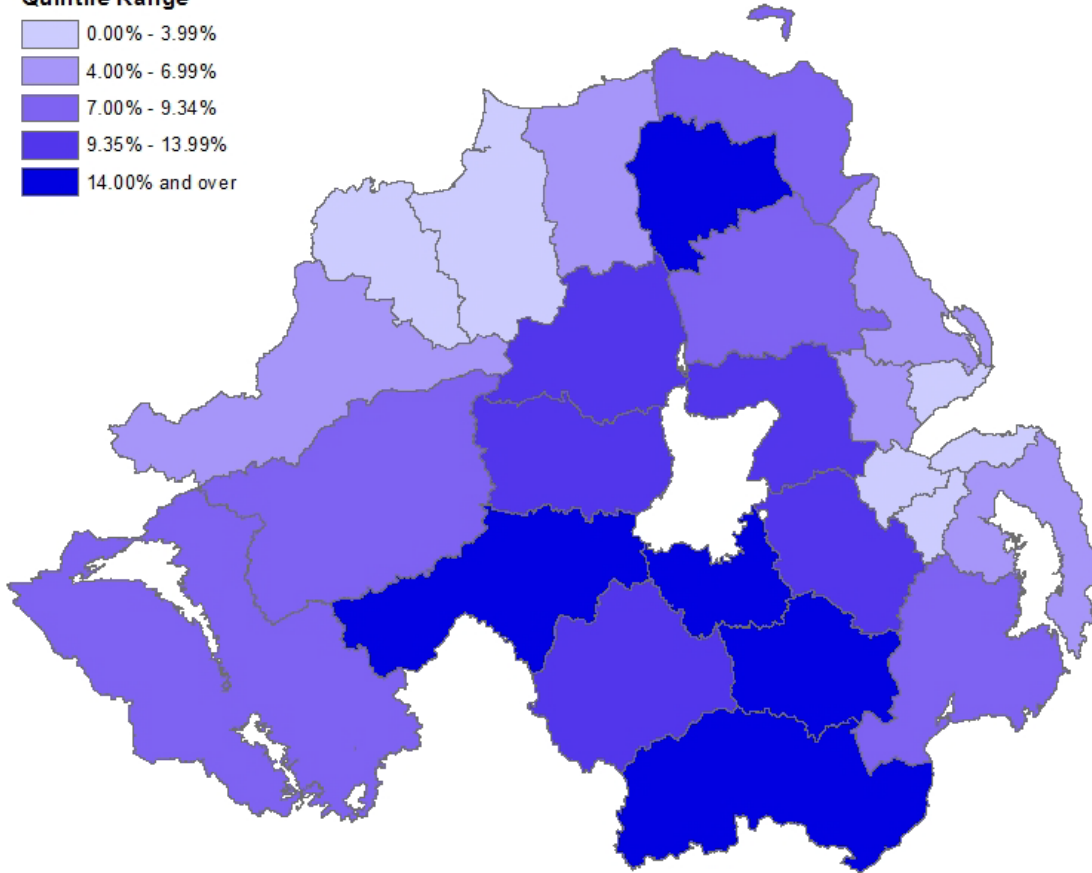 Quintile Range
0.00% - 3.99%
4.00% - 6.99%
7.00% - 9.34%
9.35% - 13.99%
14.00% and over